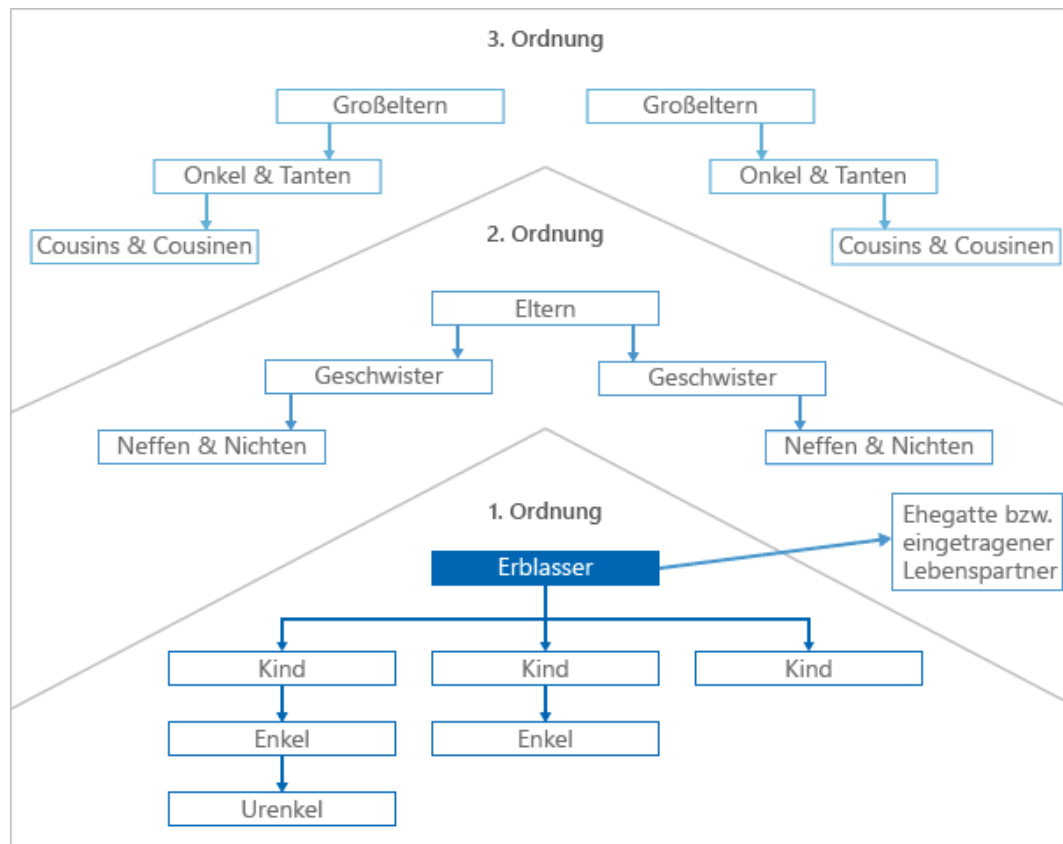 3. Ordnung
Großeltern
Großeltern
Onkel & Tanten
Onkel & Tanten
Cousins & Cousinen
Cousins & Cousinen
2. Ordnung
Eltern
Geschwister
Geschwister
Neffen & Nichten
Neffen & Nichten
1. Ordnung
Ehegatte bzw.
eingetragener
Lebenspartner
Erblasser
Kind
Kind
Kind
Enkel
Enkel
Urenkel